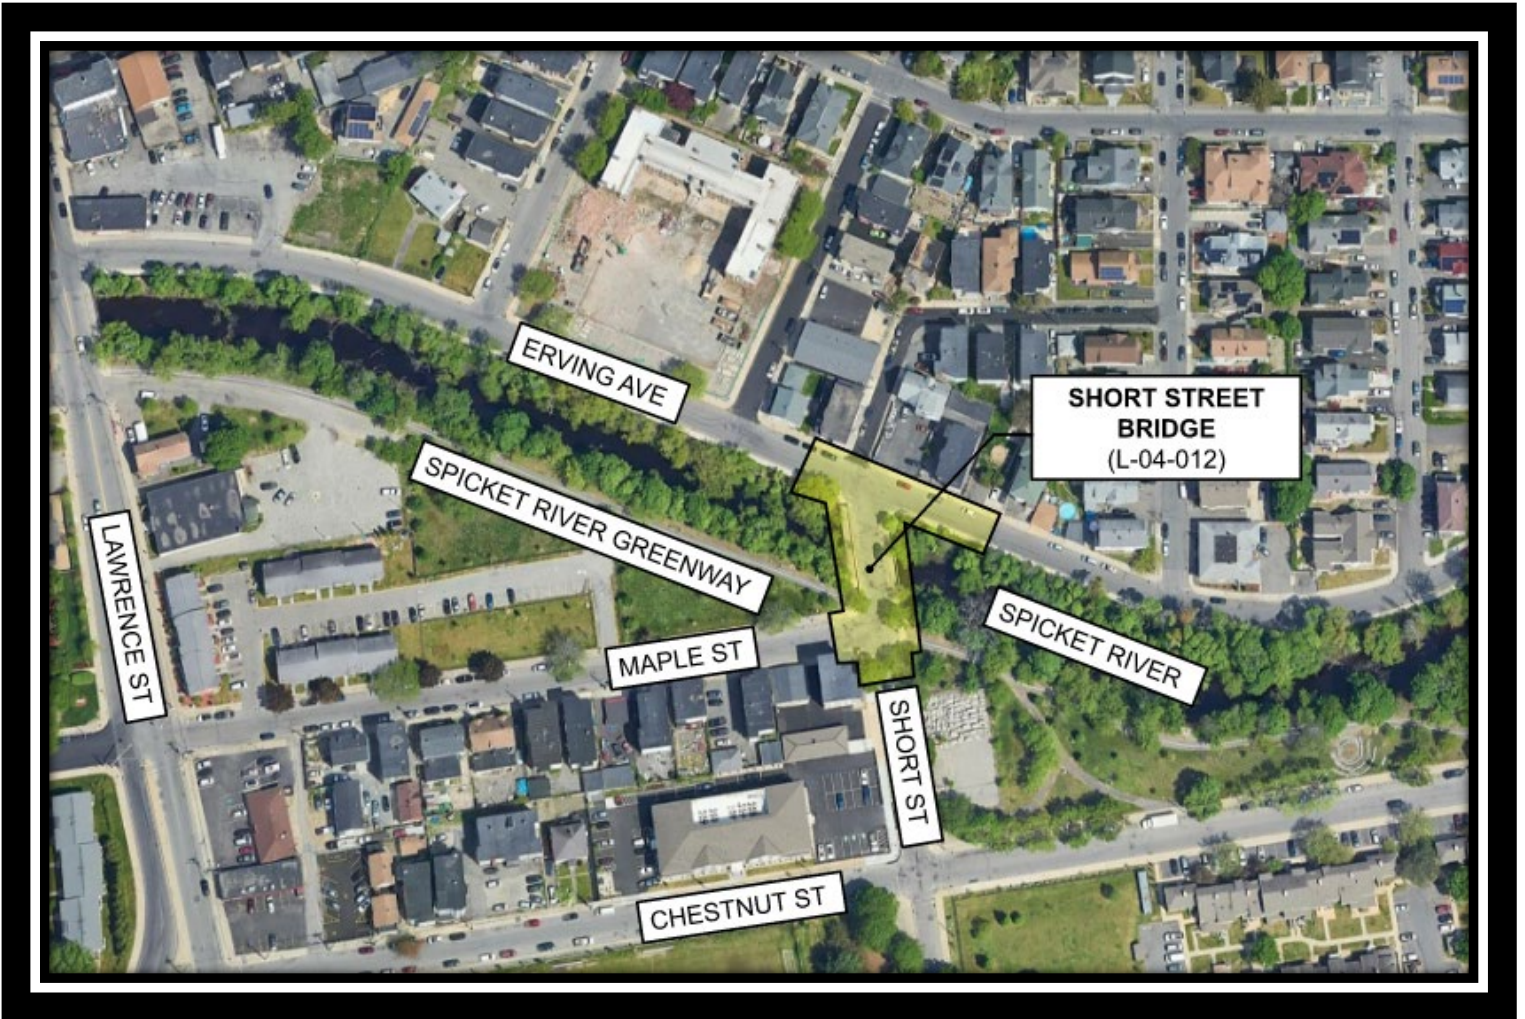 ERVING AVE
SHORT STREET
BRIDGE
(L-04-012)
SPICKET RIVER GREENWAY
LAWRENCE ST
SPICKET RIVER
MAPLE ST
SHORT ST
CHESTNUT ST